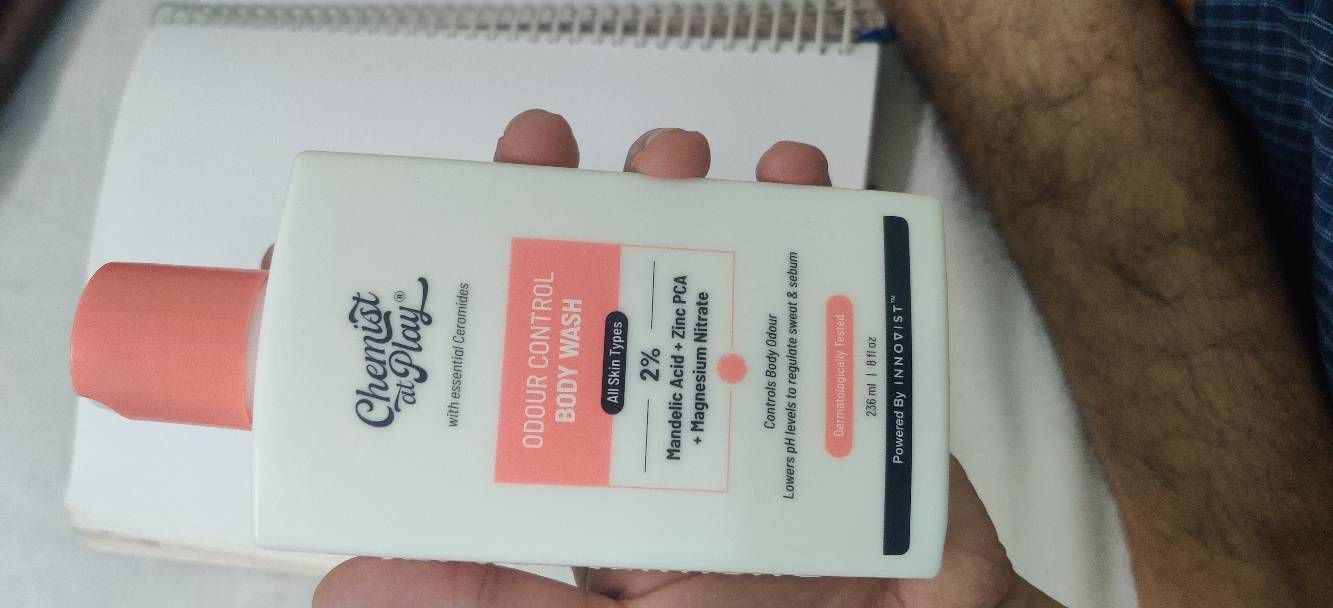 Chemist
at Play®
with essential Ceramides
ODOUR CONTROL
BODY WASH
All Skin Types
2%
Mandelic Acid + Zinc PCA
+ Magnesium Nitrate
Controls Body Odour
Lowers pH levels to regulate sweat & sebum
Dermatologically Tested
236 ml | 8 fl oz
Powered By INNOVIST™